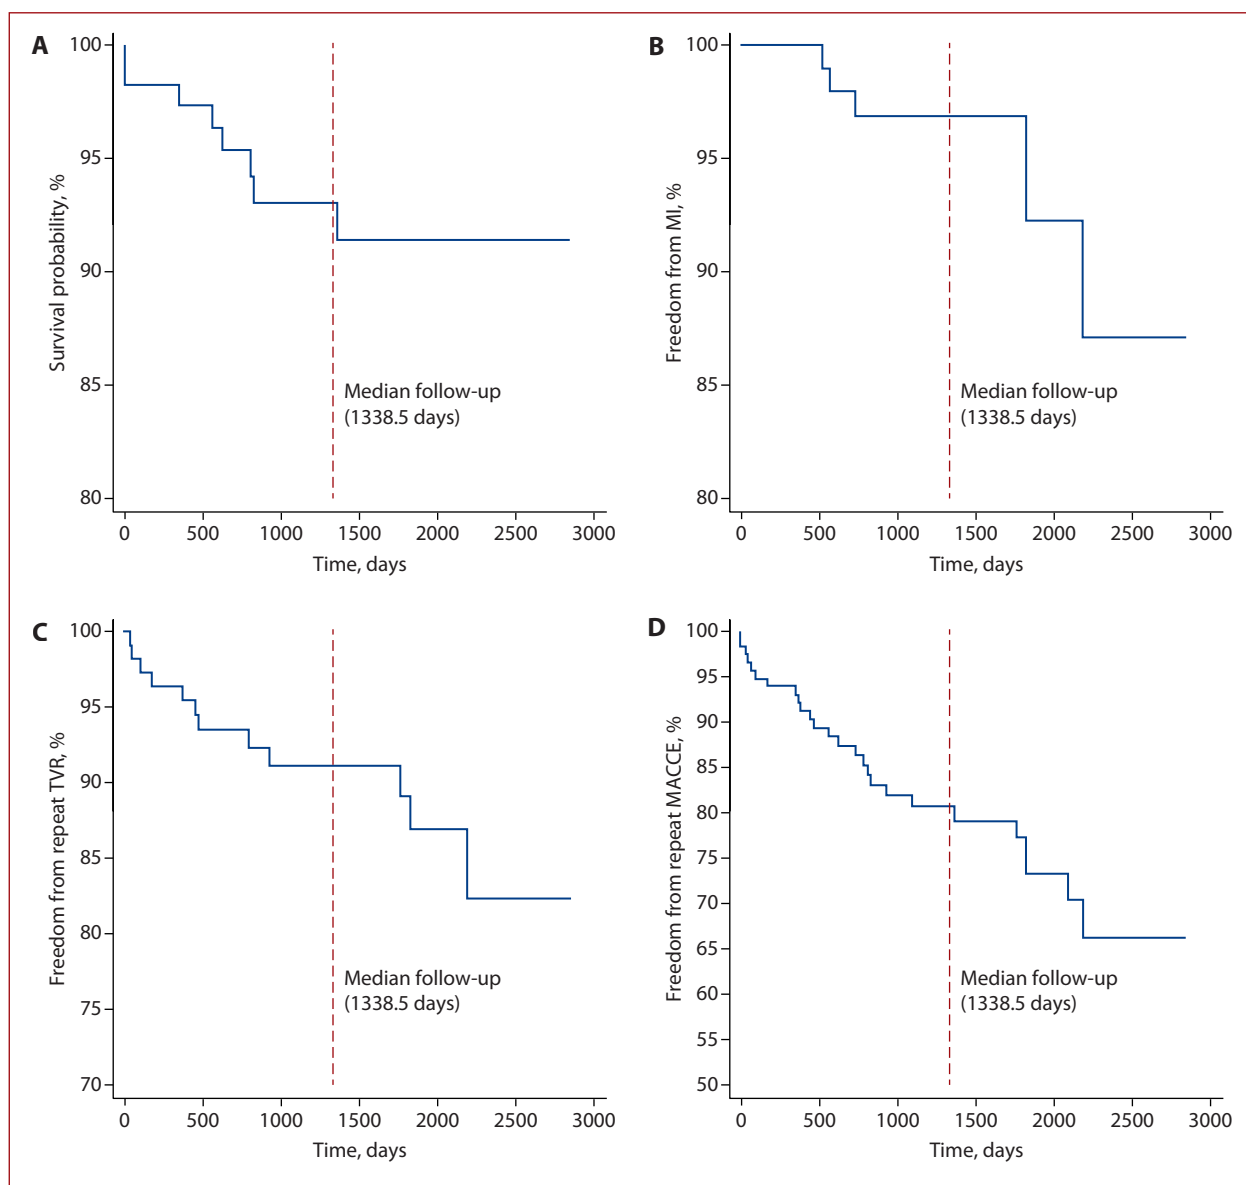 A
Survival probability, %
100
95
90
85
80
Median follow-up
(1338.5 days)
0 500 1000 1500 2000 2500 3000
Time, days
B
Freedom from MI, %
100
95
90
85
80
Median follow-up
(1338.5 days)
0 500 1000 1500 2000 2500 3000
Time, days
C
Freedom from repeat TVR, %
100
95
90
85
80
75
70
Median follow-up
(1338.5 days)
0 500 1000 1500 2000 2500 3000
Time, days
D
Freedom from repeat MACCE, %
100
95
90
85
80
75
70
65
60
55
50
Median follow-up
(1338.5 days)
0 500 1000 1500 2000 2500 3000
Time, days